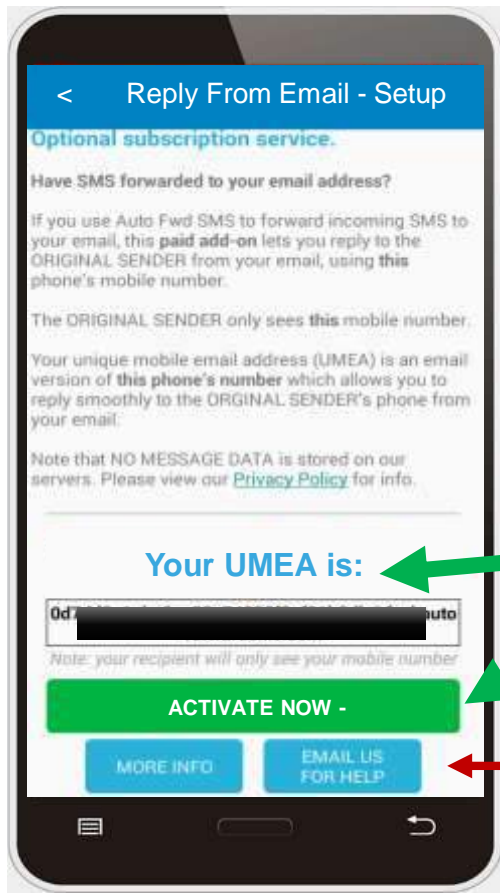 < Reply From Email - Setup
Optional subscription service.
Have SMS forwarded to your email address?
If you use Auto Fwd SMS to forward incoming SMS to
your email, this paid add-on lets you reply to the
ORIGINAL SENDER from your email, using this
phone's mobile number.
The ORIGINAL SENDER only sees this mobile number.
Your unique mobile email address (UMEA) is an email
version of this phone's number which allows you to
reply smoothly to the ORGINAL SENDER's phone from
your email.
Note that NO MESSAGE DATA is stored on our
servers. Please view our Privacy Policy for info.
Your UMEA is:
auto
Note: your recipient will only see your mobile number
ACTIVATE NOW -
MORE INFO
EMAIL US
FOR HELP